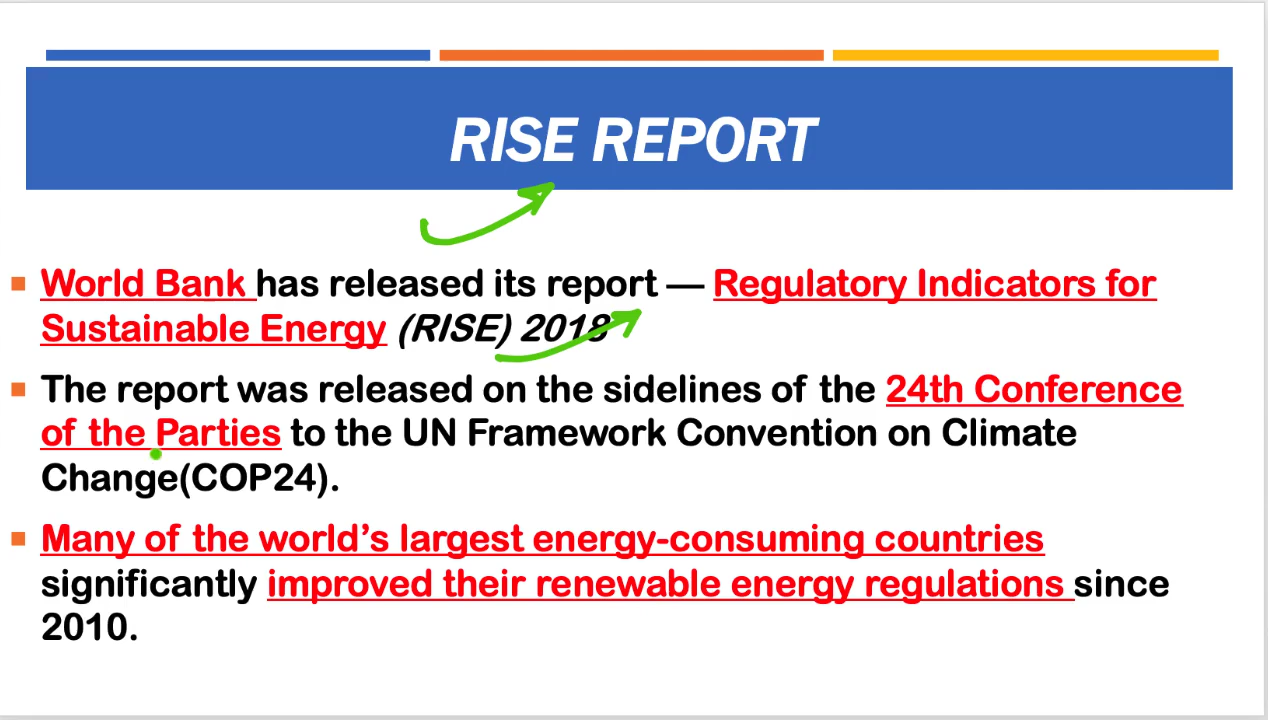 RISE REPORT
World Bank has released its report — Regulatory Indicators for
Sustainable Energy (RISE) 2018
The report was released on the sidelines of the 24th Conference
of the Parties to the UN Framework Convention on Climate
Change(COP24).
Many of the world’s largest energy-consuming countries
significantly improved their renewable energy regulations since
2010.